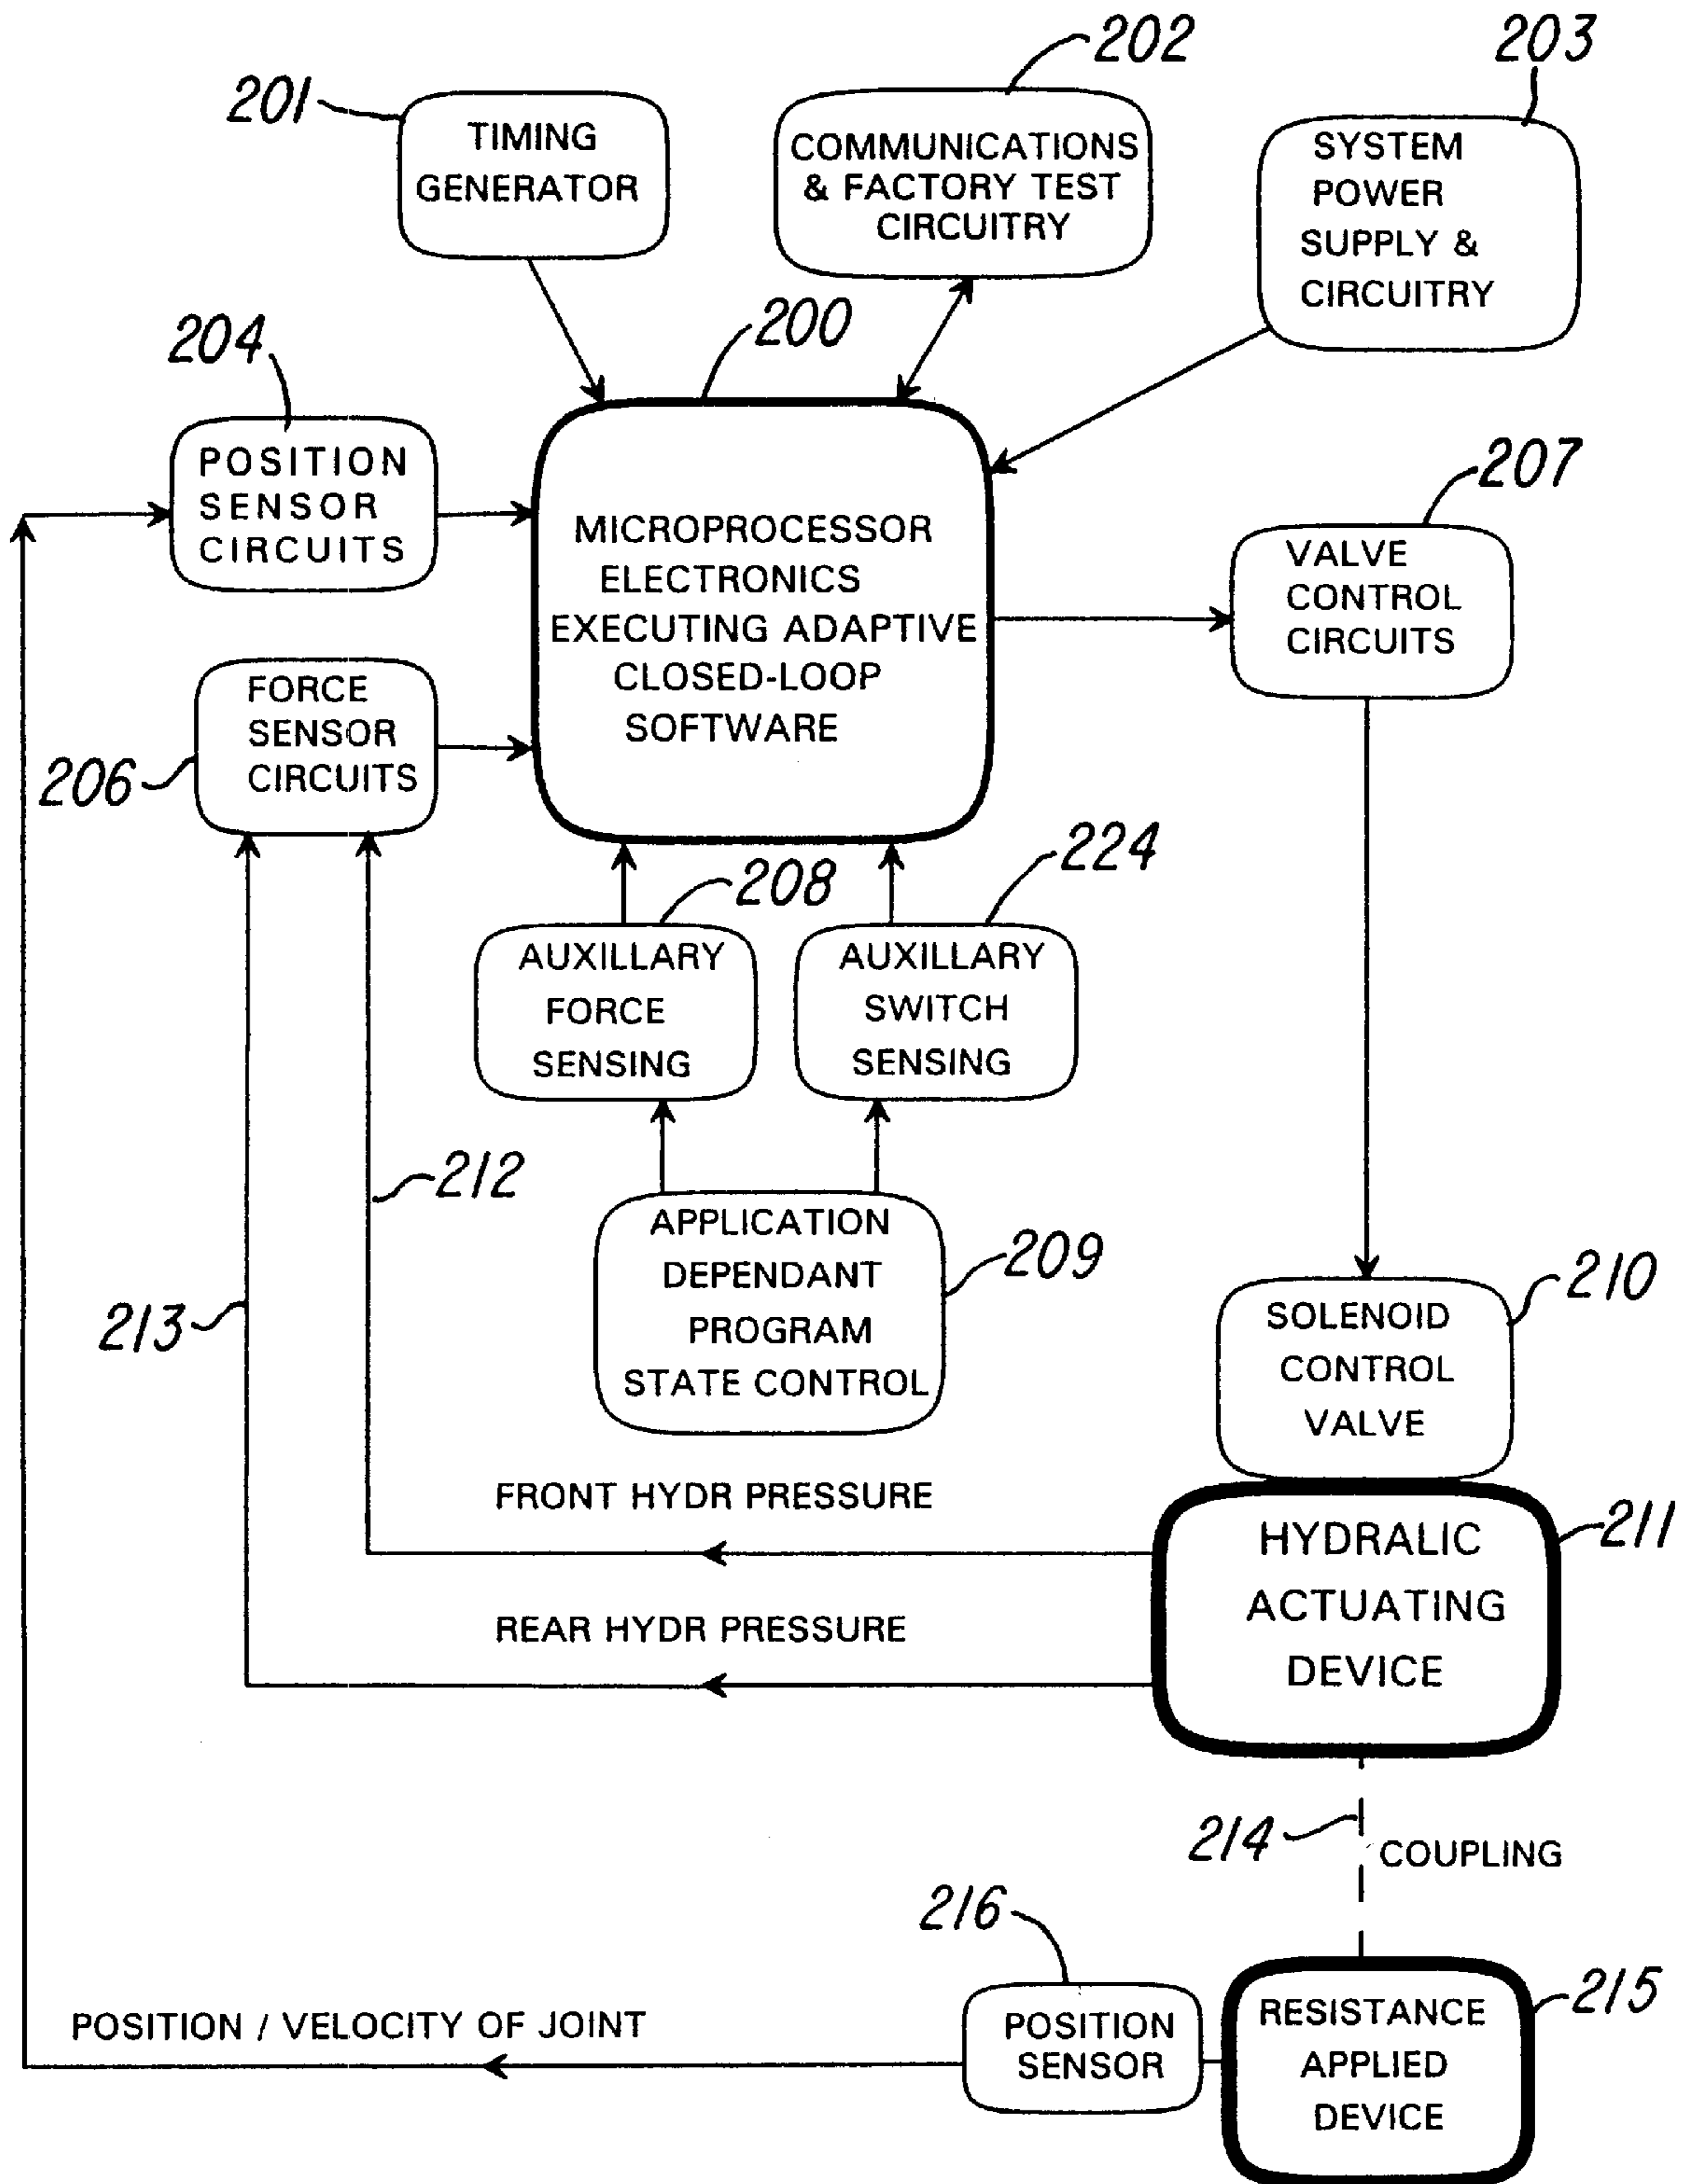 202
203
201
TIMING
GENERATOR
COMMUNICATIONS
& FACTORY TEST
CIRCUITRY
SYSTEM
POWER
SUPPLY &
CIRCUITRY
200
204
POSITION
SENSOR
CIRCUITS
207
MICROPROCESSOR
ELECTRONICS
EXECUTING ADAPTIVE
CLOSED-LOOP
SOFTWARE
VALVE
CONTROL
CIRCUITS
FORCE
SENSOR
CIRCUITS
206
208
224
AUXILLARY
FORCE
SENSING
AUXILLARY
SWITCH
SENSING
212
APPLICATION
DEPENDANT
PROGRAM
STATE CONTROL
209
213
210
SOLENOID
CONTROL
VALVE
FRONT HYDR PRESSURE
HYDRALIC
ACTUATING
DEVICE
211
REAR HYDR PRESSURE
214
COUPLING
216
POSITION / VELOCITY OF JOINT
POSITION
SENSOR
RESISTANCE
APPLIED
DEVICE
215